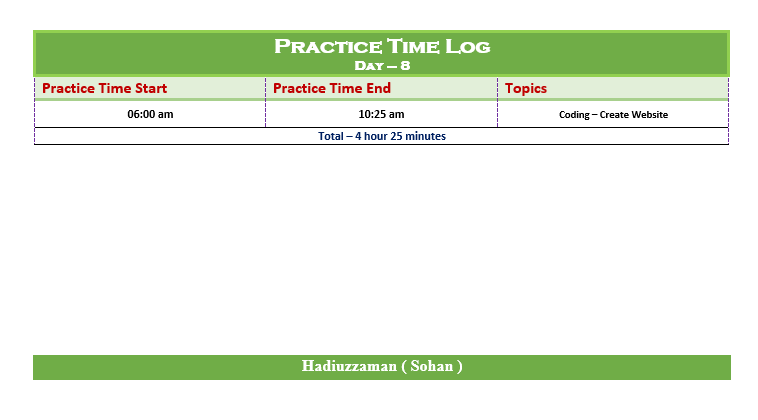 Practice Time Log
Day – 8
Practice Time Start Practice Time End Topics
06:00 am 10:25 am Coding – Create Website
Total – 4 hour 25 minutes
Hadiuzzaman ( Sohan )